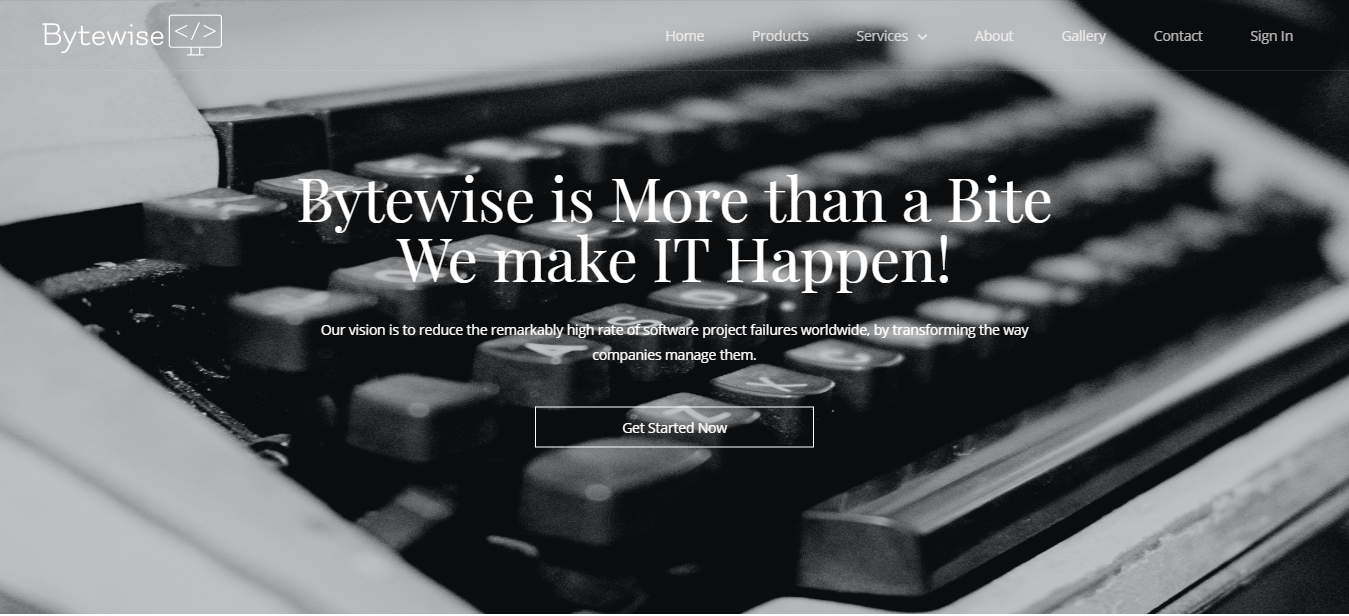 Bytewise </>
Home Products Services About Gallery Contact Sign In
Bytewise is More than a Bite
We make IT Happen!
Our vision is to reduce the remarkably high rate of software project failures worldwide, by transforming the way
companies manage them.
Get Started Now
O
S
A
C
X
Z